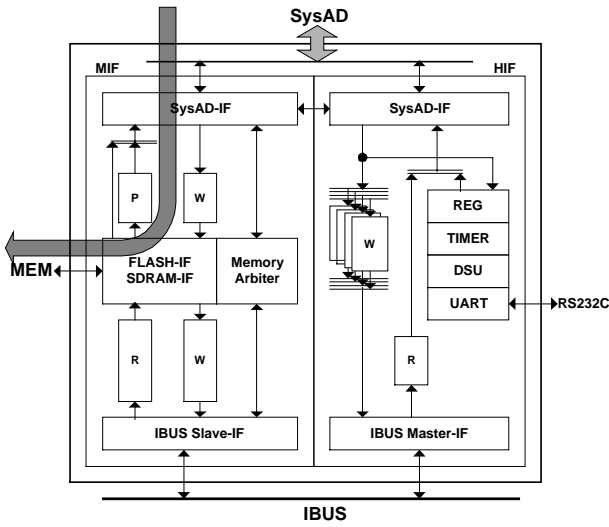 SysAD
MIF
HIF
SysAD-IF
SysAD-IF
P
W
W
REG
TIMER
DSU
UART
RS232C
MEM
FLASH-IF
SDRAM-IF
Memory
Arbiter
R
W
R
IBUS Slave-IF
IBUS Master-IF
IBUS